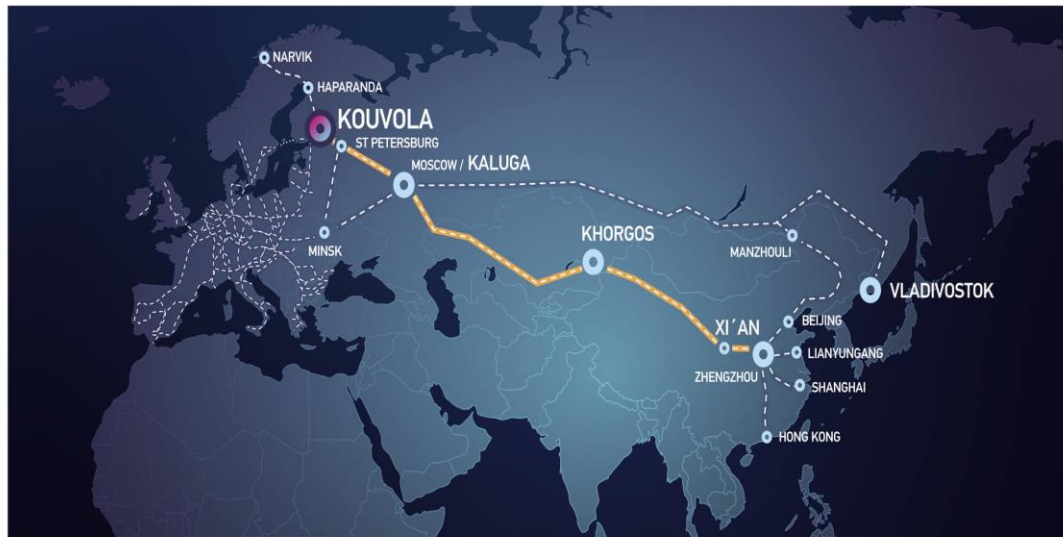 NARVIK
HAPARANDA
KOUVOLA
ST PETERSBURG
MOSCOW / KALUGA
MINSK
KHORGOS
MANZHOULI
VLADIVOSTOK
BEIJING
XI´AN
LIANYUNGANG
ZHENGZHOU
SHANGHAI
HONG KONG